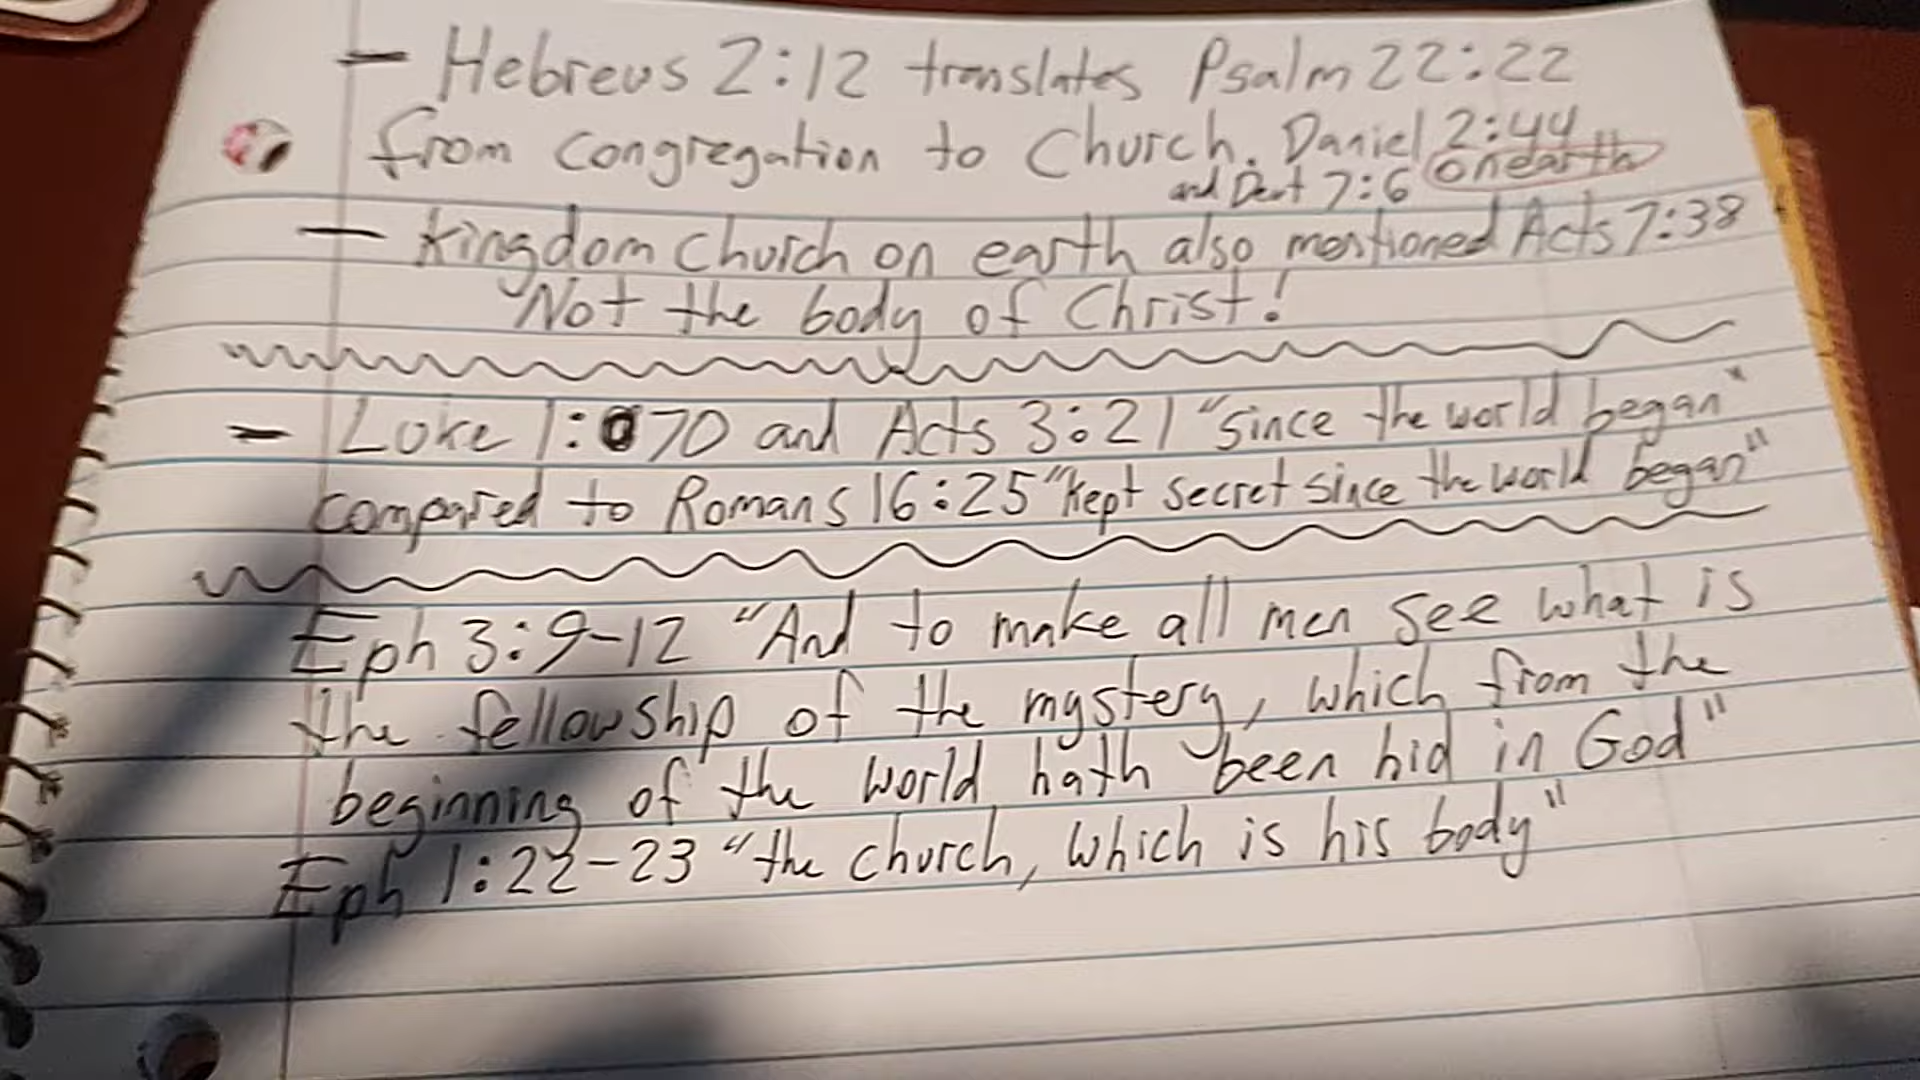 - Hebrews 2:12 translates Psalm 22:22
from congregation to Church. Daniel 2:44
and Deut 7:6 on earth
- Kingdom church on earth also mentioned Acts 7:38
Not the body of Christ!
- Luke 1:70 and Acts 3:21 "since the world began"
compared to Romans 16:25 "kept secret since the world began"
Eph 3:9-12 "And to make all men see what is
the fellowship of the mystery, which from the
beginning of the world hath been hid in God"
Eph 1:22-23 "the church, which is his body"